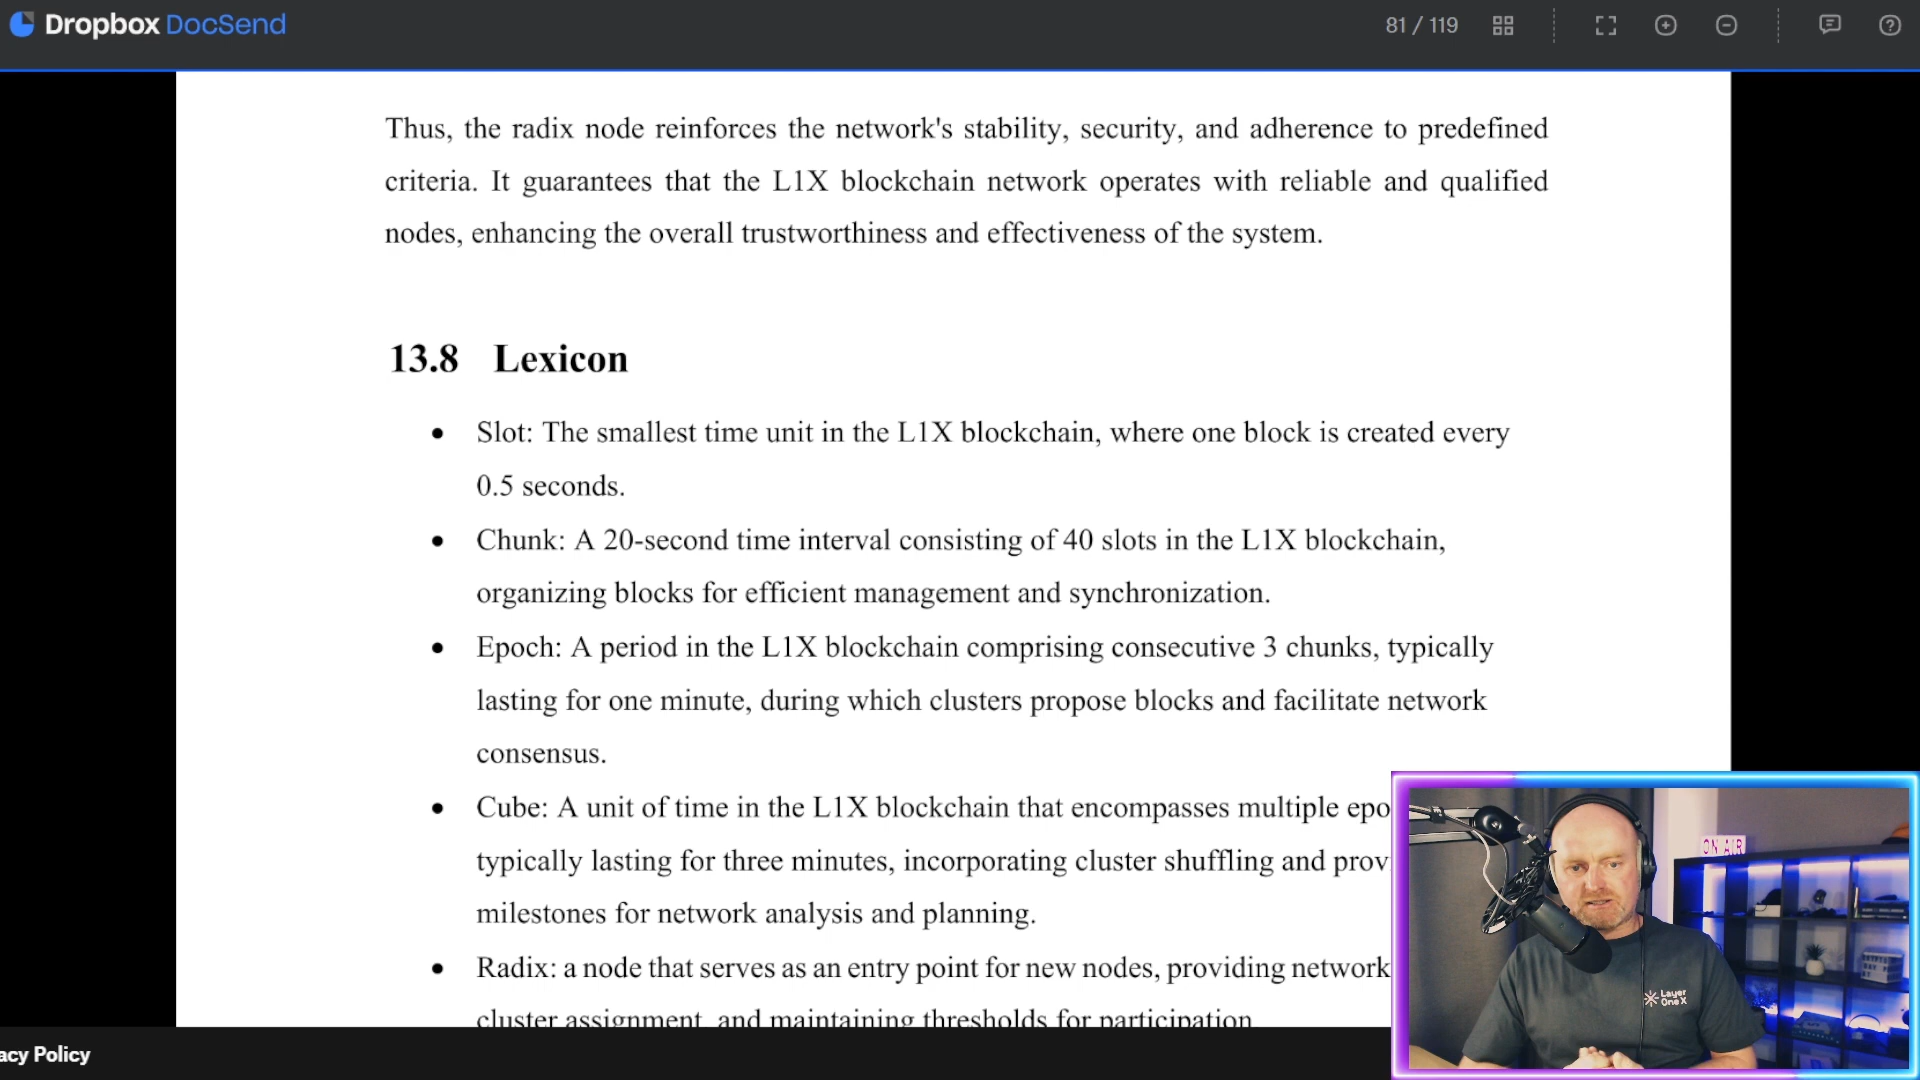 Dropbox DocSend
81 / 119
Thus, the radix node reinforces the network's stability, security, and adherence to predefined
criteria. It guarantees that the L1X blockchain network operates with reliable and qualified
nodes, enhancing the overall trustworthiness and effectiveness of the system.
13.8 Lexicon
• Slot: The smallest time unit in the L1X blockchain, where one block is created every
0.5 seconds.
• Chunk: A 20-second time interval consisting of 40 slots in the L1X blockchain,
organizing blocks for efficient management and synchronization.
• Epoch: A period in the L1X blockchain comprising consecutive 3 chunks, typically
lasting for one minute, during which clusters propose blocks and facilitate network
consensus.
• Cube: A unit of time in the L1X blockchain that encompasses multiple epo
typically lasting for three minutes, incorporating cluster shuffling and prov
milestones for network analysis and planning.
• Radix: a node that serves as an entry point for new nodes, providing network
cluster assignment, and maintaining thresholds for participation
ON AIR
Layer
One X
acy Policy